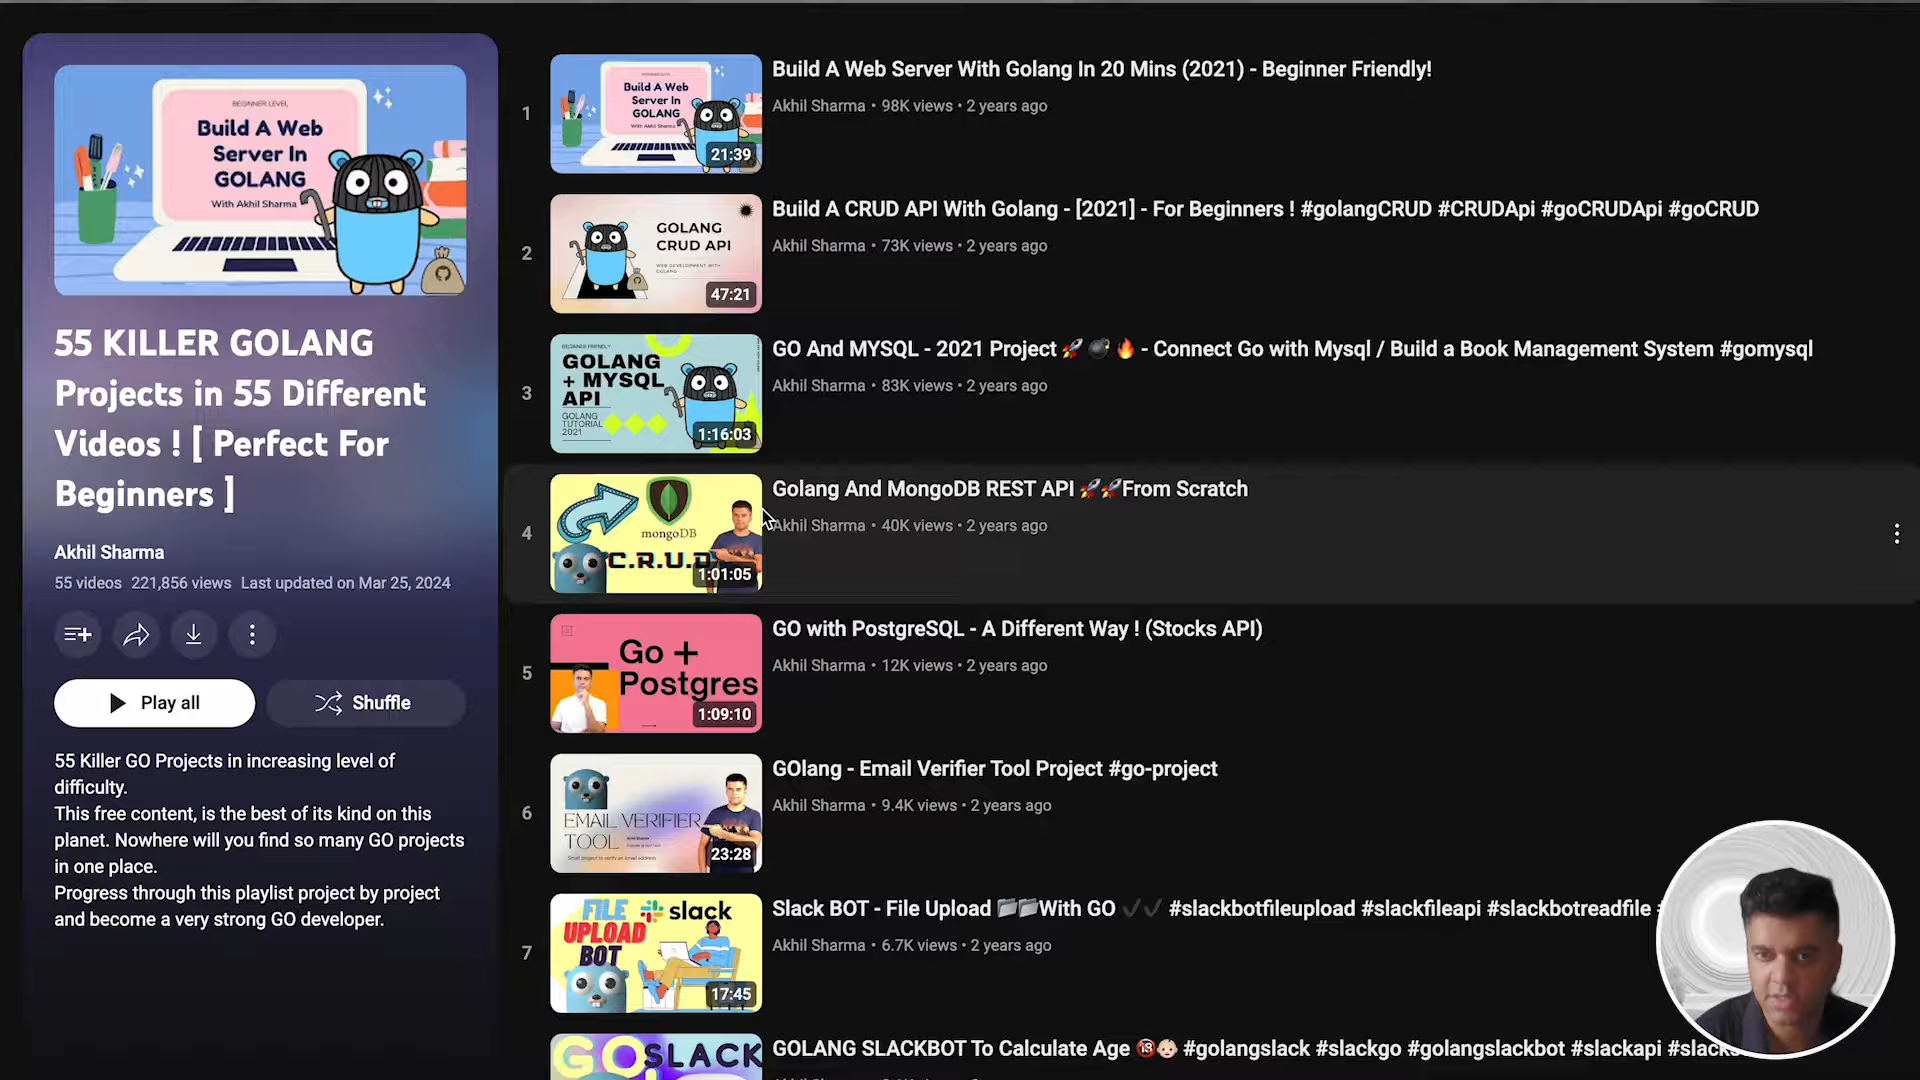 BEGINNER LEVEL
Build A Web
Server In
GOLANG
With Akhil Sharma
55 KILLER GOLANG
Projects in 55 Different
Videos ! [ Perfect For
Beginners ]
Akhil Sharma
55 videos 221,856 views Last updated on Mar 25, 2024
Play all
Shuffle
55 Killer GO Projects in increasing level of
difficulty.
This free content, is the best of its kind on this
planet. Nowhere will you find so many GO projects
in one place.
Progress through this playlist project by project
and become a very strong GO developer.
1
Build A Web
Server In
GOLANG
With Akhil Sharma
21:39
Build A Web Server With Golang In 20 Mins (2021) - Beginner Friendly!
Akhil Sharma • 98K views • 2 years ago
2
GOLANG
CRUD API
WEB DEVELOPMENT WITH
GOLANG
47:21
Build A CRUD API With Golang - [2021] - For Beginners ! #golangCRUD #CRUDApi #goCRUDApi #goCRUD
Akhil Sharma • 73K views • 2 years ago
3
BEGINNER FRIENDLY
GOLANG
+ MYSQL
API
GOLANG
TUTORIAL
2021
1:16:03
GO And MYSQL - 2021 Project 🚀 💣 🔥 - Connect Go with Mysql / Build a Book Management System #gomysql
Akhil Sharma • 83K views • 2 years ago
4
mongoDB
C.R.U.D
1:01:05
Golang And MongoDB REST API 🚀🚀From Scratch
Akhil Sharma • 40K views • 2 years ago
5
Go +
Postgres
1:09:10
GO with PostgreSQL - A Different Way ! (Stocks API)
Akhil Sharma • 12K views • 2 years ago
6
EMAIL VERIFIER
TOOL
23:28
GOlang - Email Verifier Tool Project #go-project
Akhil Sharma • 9.4K views • 2 years ago
7
FILE
UPLOAD
BOT
slack
17:45
Slack BOT - File Upload 📁📁With GO ✔✔ #slackbotfileupload #slackfileapi #slackbotreadfile
Akhil Sharma • 6.7K views • 2 years ago
GO SLACK
GOLANG SLACKBOT To Calculate Age 🔞👶 #golangslack #slackgo #golangslackbot #slackapi